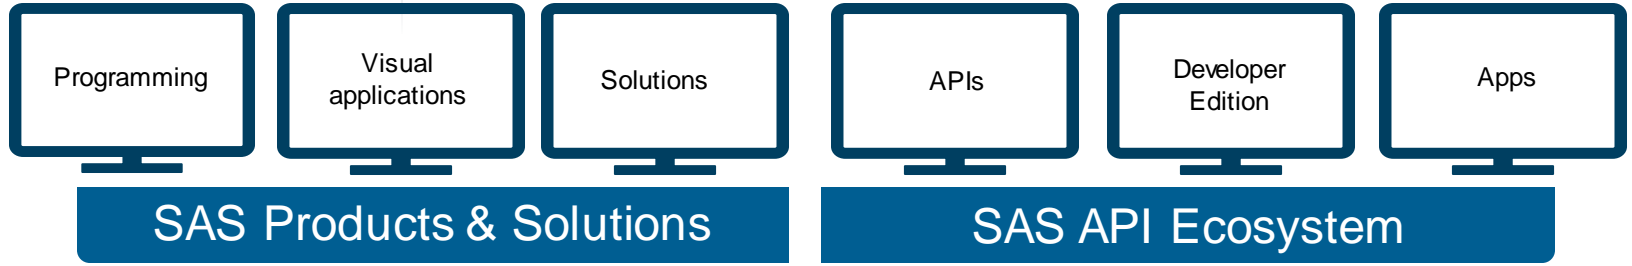 Programming
Visual
applications
Solutions
APIs
Developer
Edition
Apps
SAS Products & Solutions
SAS API Ecosystem